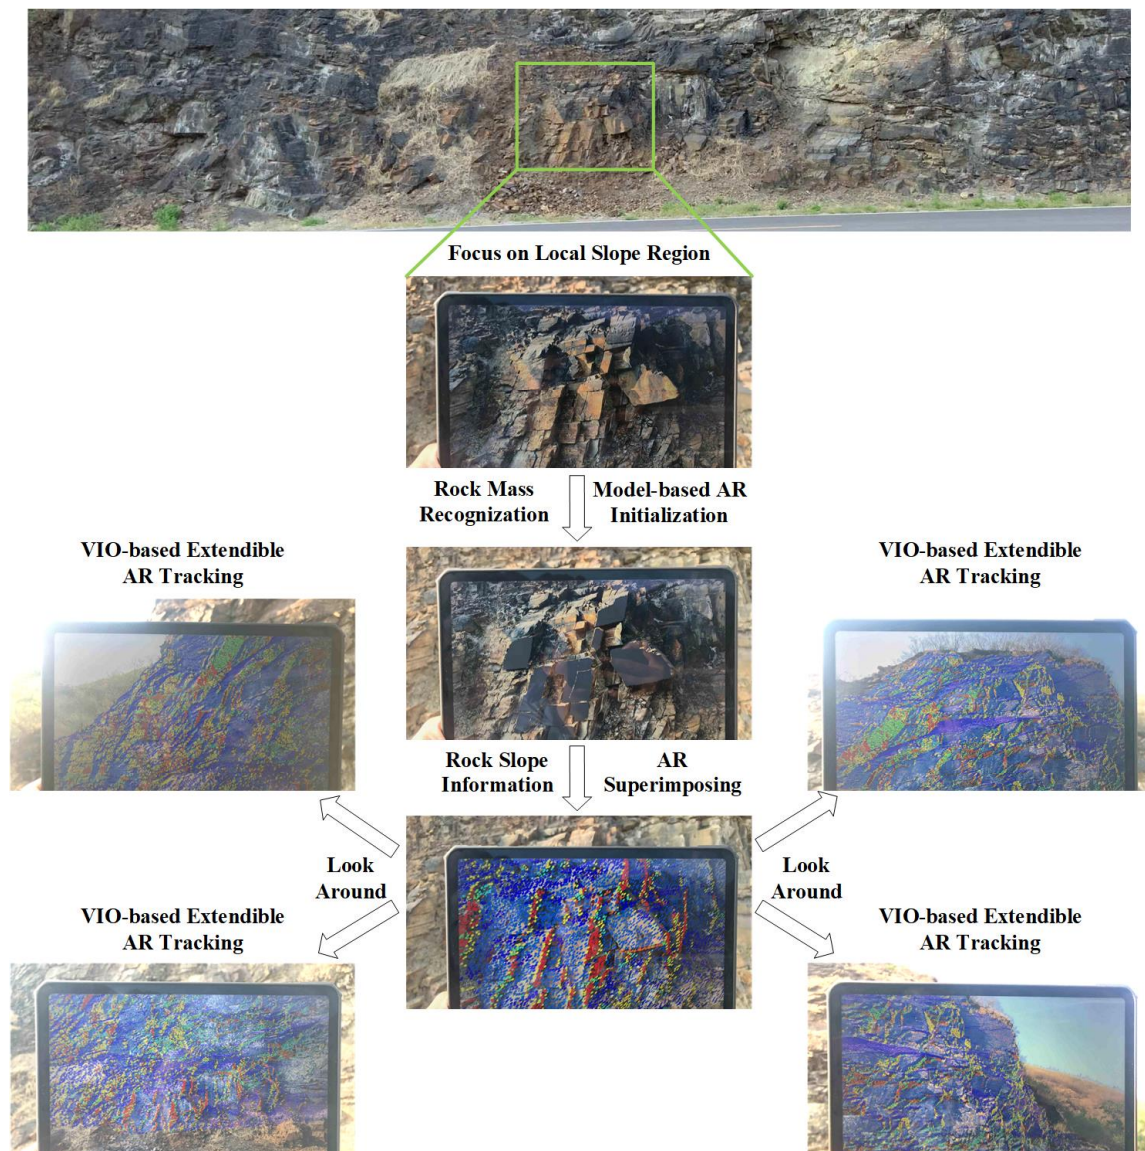 Focus on Local Slope Region
Rock Mass
Recognization
Model-based AR
Initialization
VIO-based Extendible
AR Tracking
VIO-based Extendible
AR Tracking
Rock Slope
Information
AR
Superimposing
Look
Around
Look
Around
VIO-based Extendible
AR Tracking
VIO-based Extendible
AR Tracking